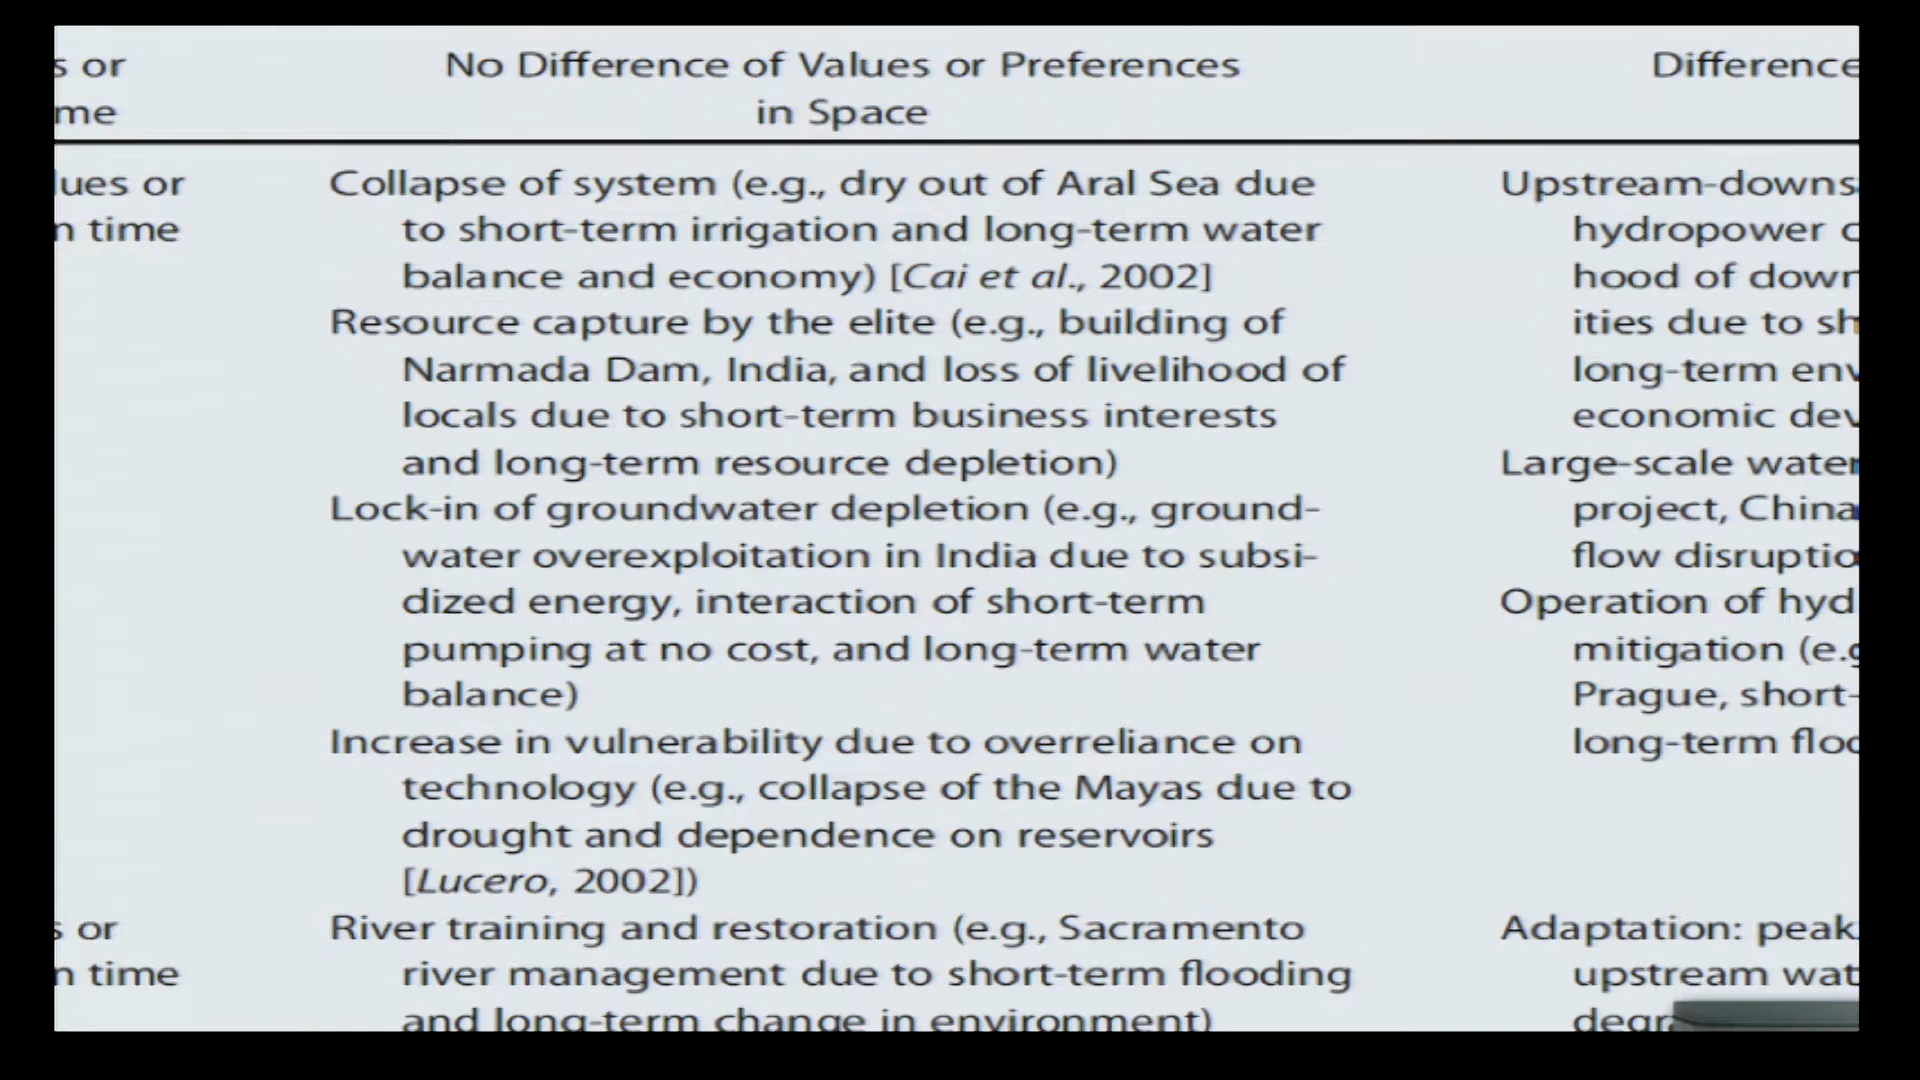 s or
me
No Difference of Values or Preferences
in Space
Difference
lues or
n time
Collapse of system (e.g., dry out of Aral Sea due
to short-term irrigation and long-term water
balance and economy) [Cai et al., 2002]
Resource capture by the elite (e.g., building of
Narmada Dam, India, and loss of livelihood of
locals due to short-term business interests
and long-term resource depletion)
Lock-in of groundwater depletion (e.g., ground-
water overexploitation in India due to subsi-
dized energy, interaction of short-term
pumping at no cost, and long-term water
balance)
Increase in vulnerability due to overreliance on
technology (e.g., collapse of the Mayas due to
drought and dependence on reservoirs
[Lucero, 2002])
Upstream-downs
hydropower
hood of down
ities due to sh
long-term env
economic dev
Large-scale water
project, China
flow disruptio
Operation of hyd
mitigation (e.g
Prague, short-
long-term floo
s or
n time
River training and restoration (e.g., Sacramento
river management due to short-term flooding
and long-term change in environment)
Adaptation: peak
upstream wat
degr